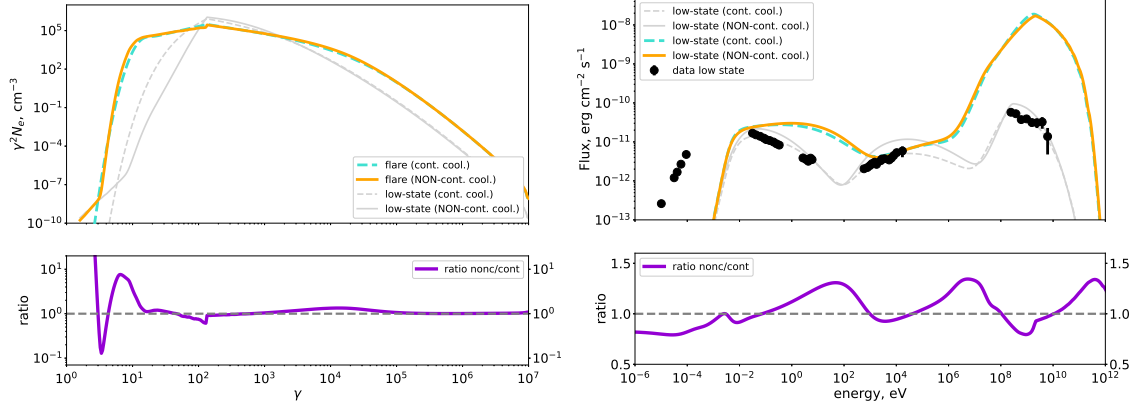 10^5
10^2
10^-1
10^-4
10^-7
10^-10
γ^2 N_e, cm^-3
flare (cont. cool.)
flare (NON-cont. cool.)
low-state (cont. cool.)
low-state (NON-cont. cool.)
10^1
10^0
10^-1
ratio
ratio nonc/cont
10^1
10^0
10^-1
10^0 10^1 10^2 10^3 10^4 10^5 10^6 10^7
γ
10^-8
10^-9
10^-10
10^-11
10^-12
10^-13
Flux, erg cm^-2 s^-1
low-state (cont. cool.)
low-state (NON-cont. cool.)
low-state (cont. cool.)
low-state (NON-cont. cool.)
data low state
1.5
1.0
0.5
ratio
ratio nonc/cont
1.5
1.0
0.5
10^-6 10^-4 10^-2 10^0 10^2 10^4 10^6 10^8 10^10 10^12
energy, eV